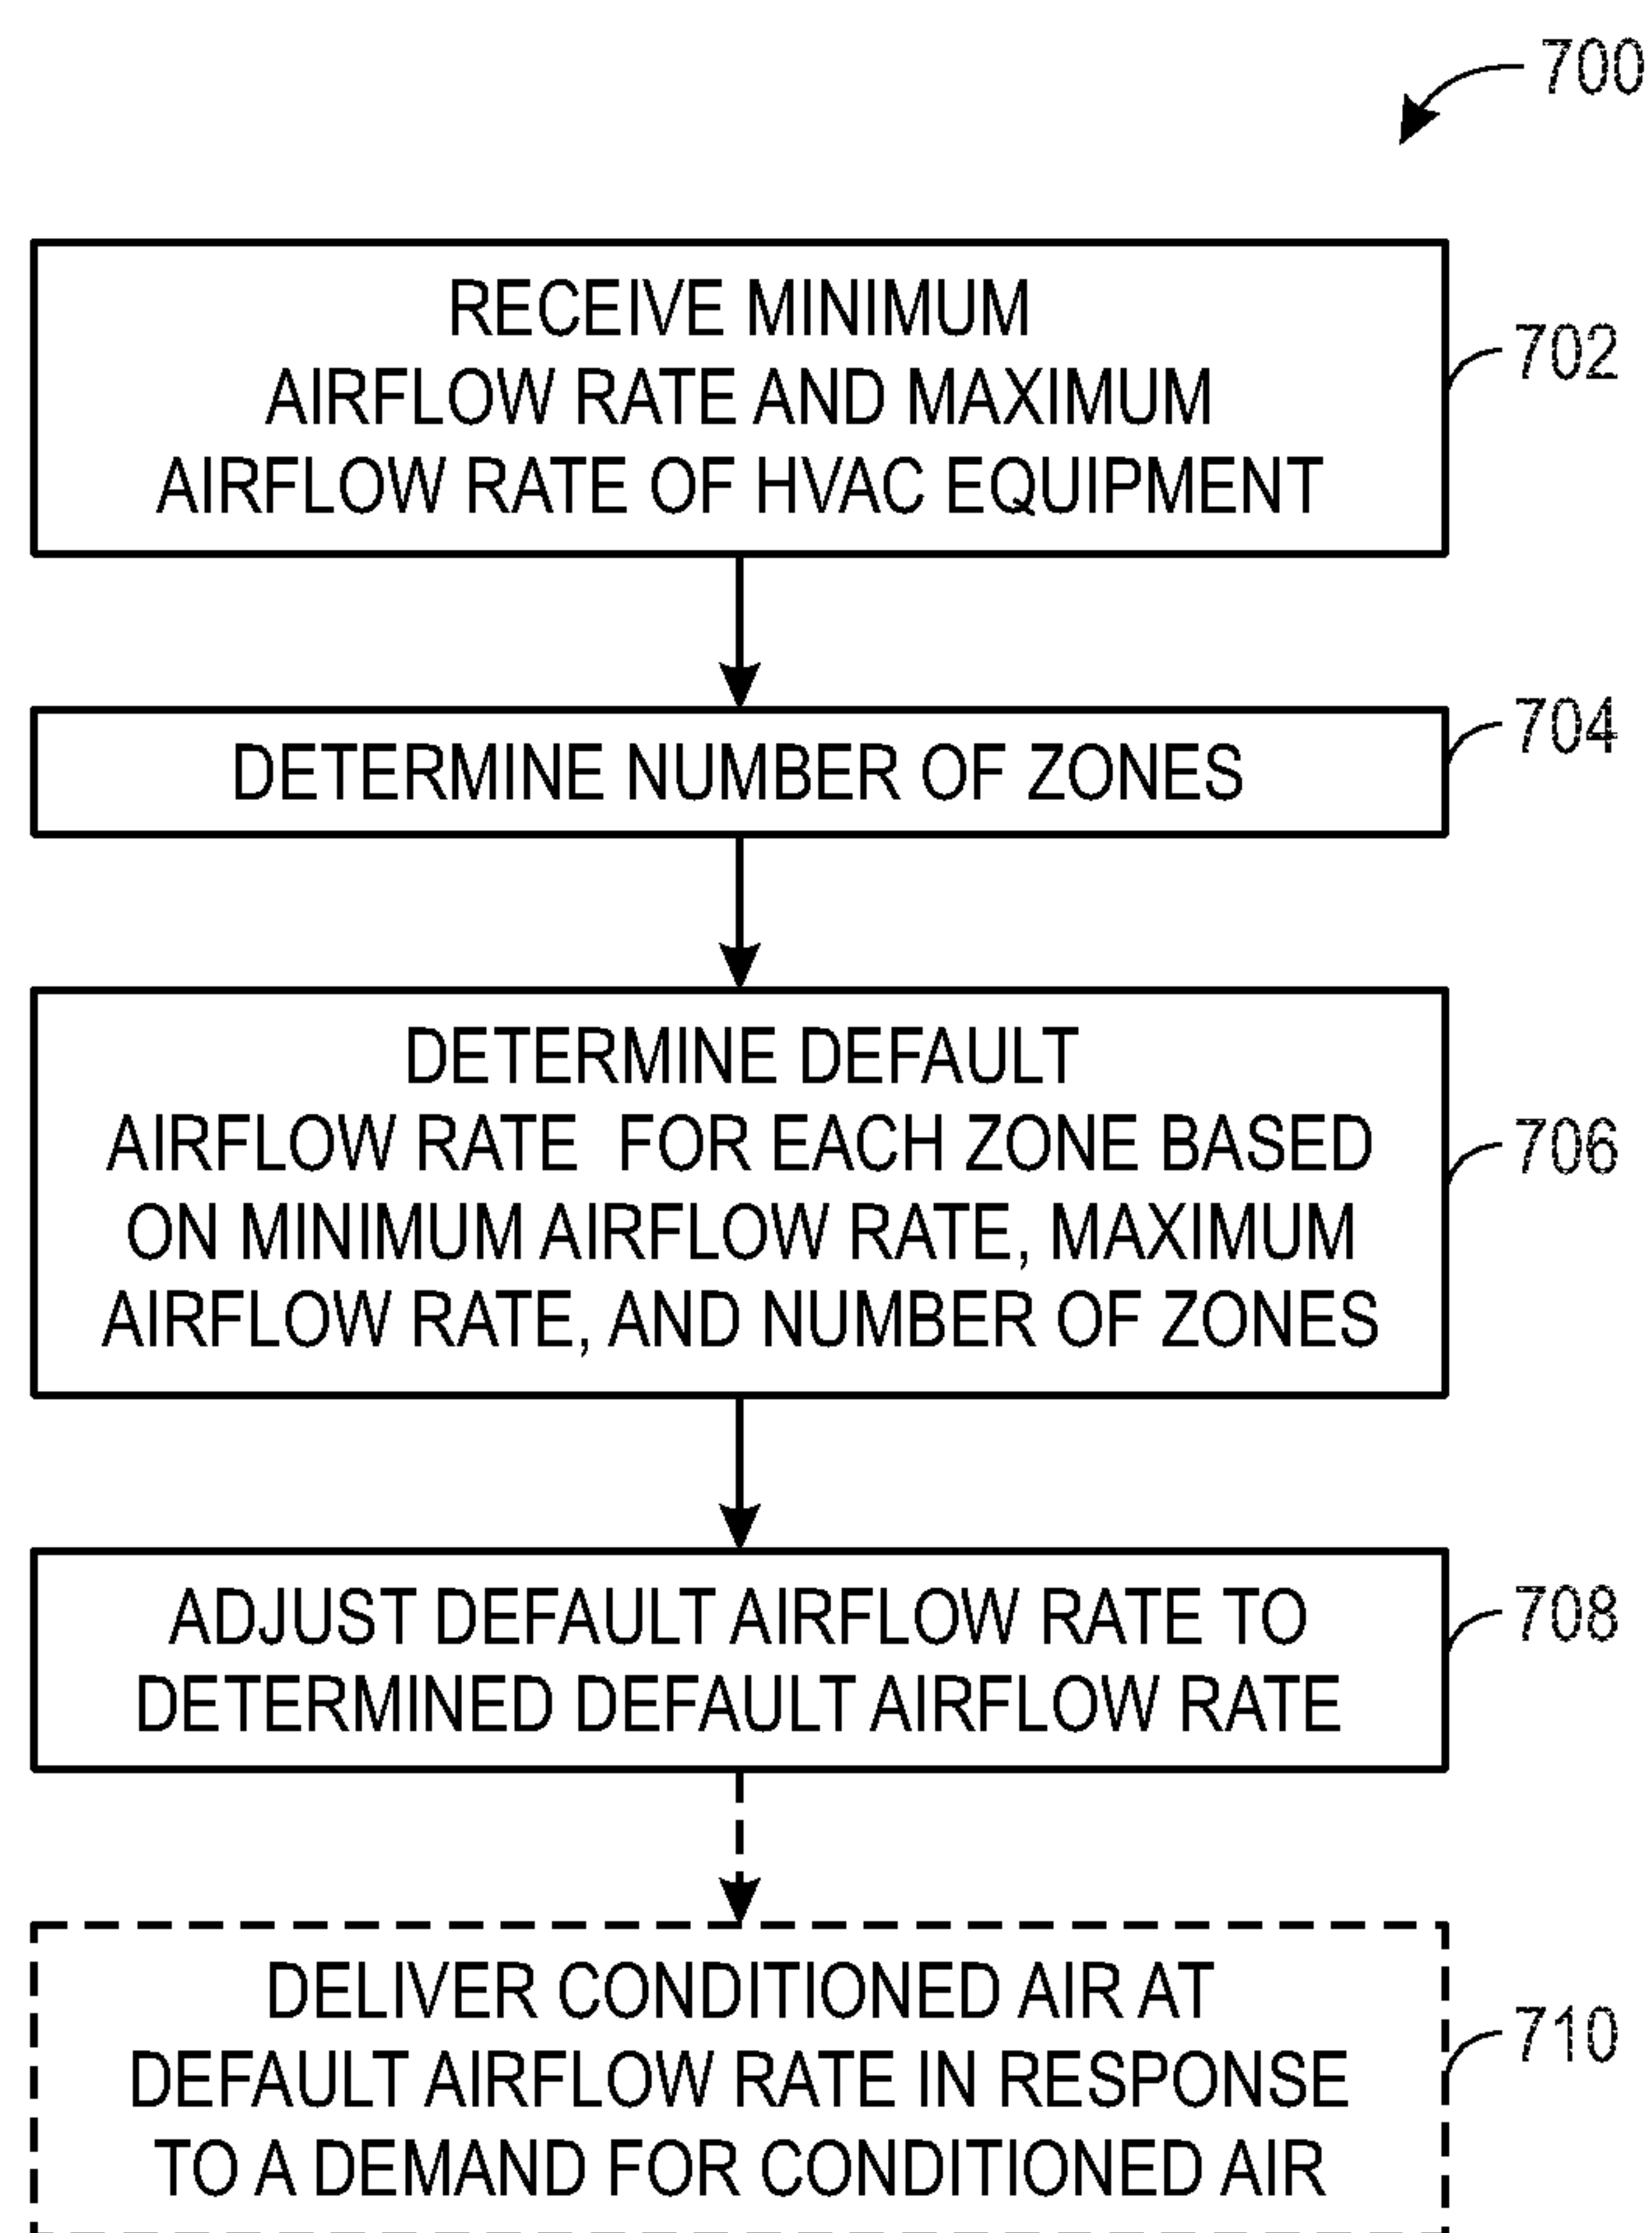 700
RECEIVE MINIMUM
AIRFLOW RATE AND MAXIMUM
AIRFLOW RATE OF HVAC EQUIPMENT
702
DETERMINE NUMBER OF ZONES
704
DETERMINE DEFAULT
AIRFLOW RATE FOR EACH ZONE BASED
ON MINIMUM AIRFLOW RATE, MAXIMUM
AIRFLOW RATE, AND NUMBER OF ZONES
706
ADJUST DEFAULT AIRFLOW RATE TO
DETERMINED DEFAULT AIRFLOW RATE
708
DELIVER CONDITIONED AIR AT
DEFAULT AIRFLOW RATE IN RESPONSE
TO A DEMAND FOR CONDITIONED AIR
710